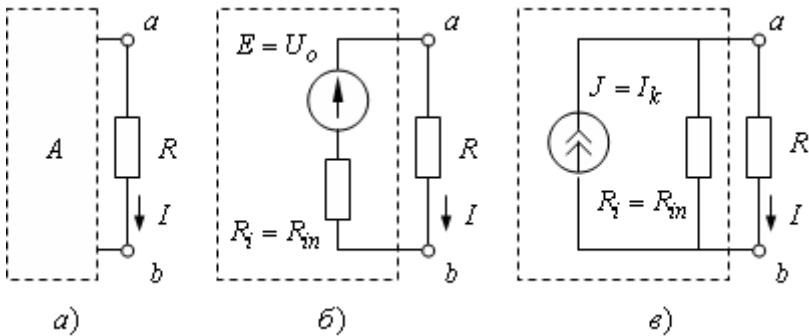 a
A
R
I
b
а)
E = U_o
a
R
R_i = R_in
I
b
б)
a
J = I_k
R
R_i = R_in
I
b
в)